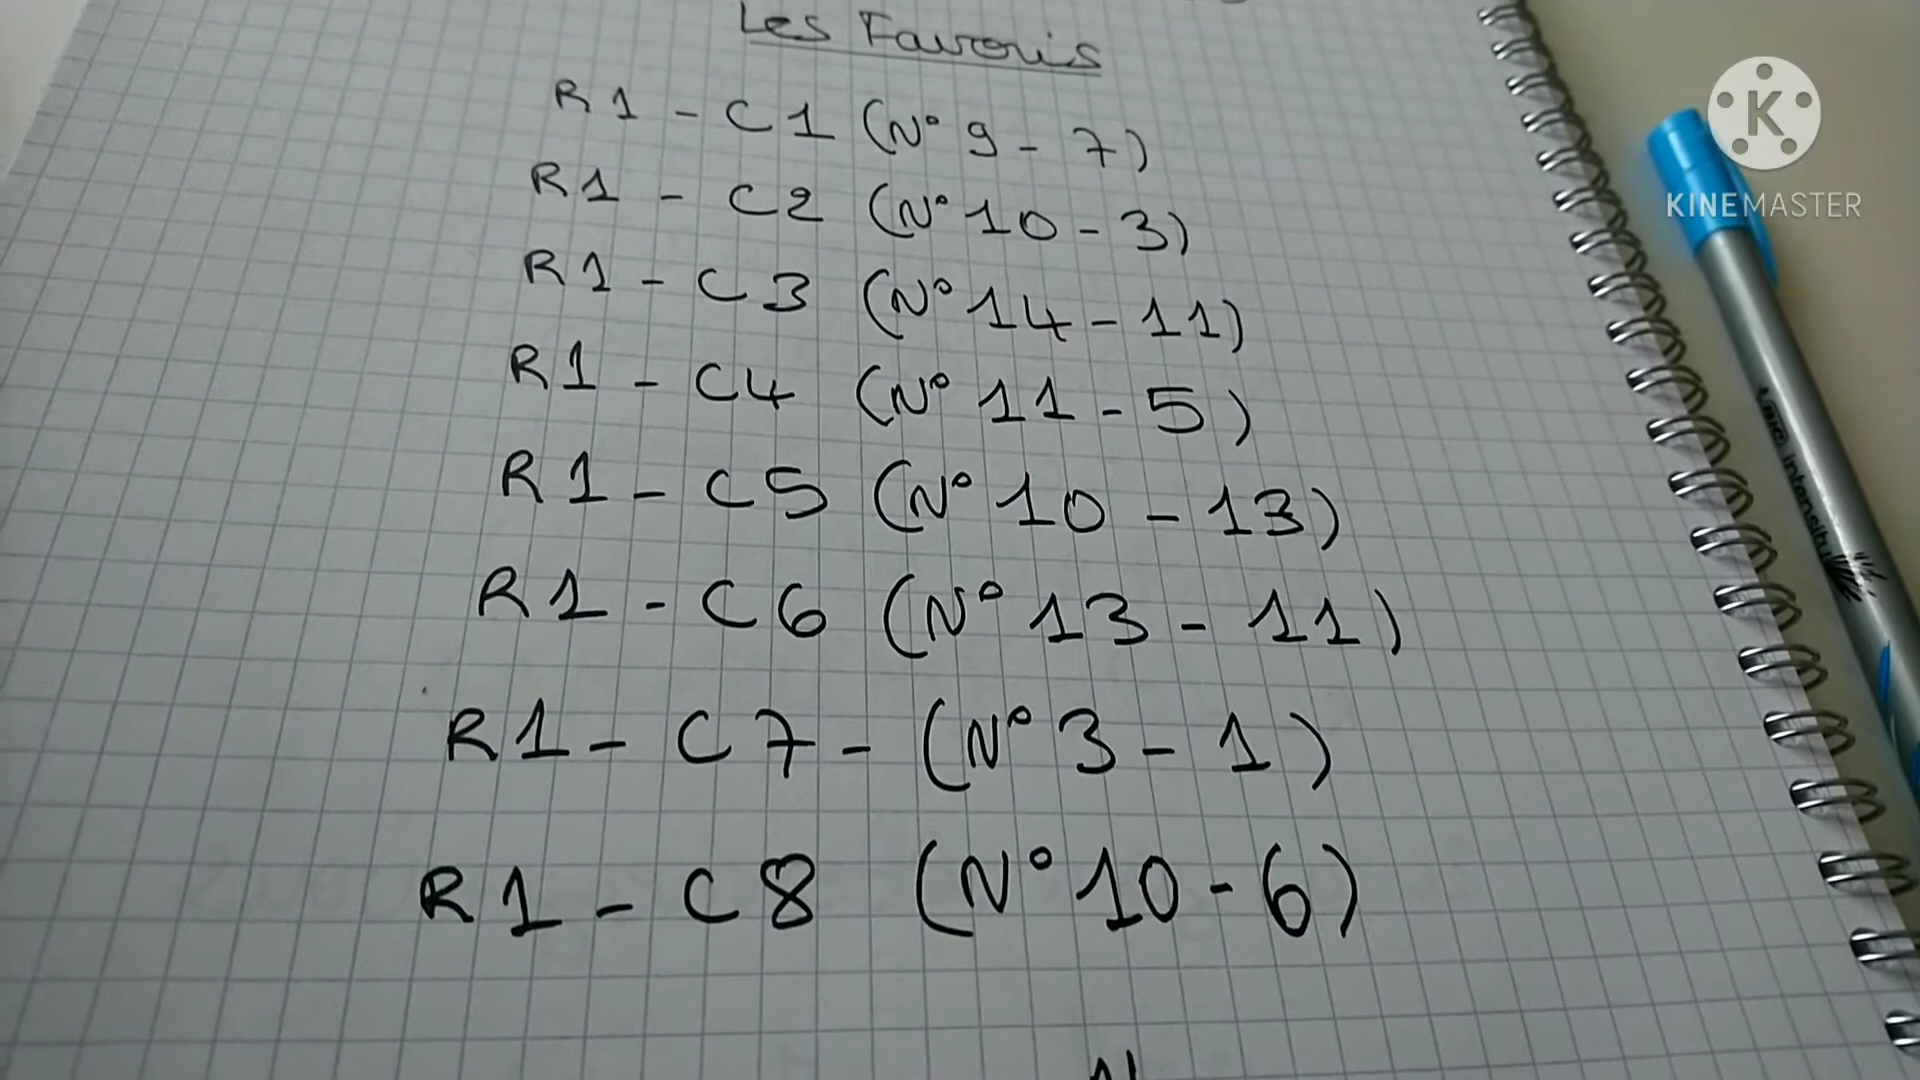 Les Favoris
R1 - C1 (N° 9 - 7)
R1 - C2 (N° 10 - 3)
R1 - C3 (N° 14 - 11)
R1 - C4 (N° 11 - 5)
R1 - C5 (N° 10 - 13)
R1 - C6 (N° 13 - 11)
R1 - C7 - (N° 3 - 1)
R1 - C8 (N° 10 - 6)
K
KINEMASTER
intensity